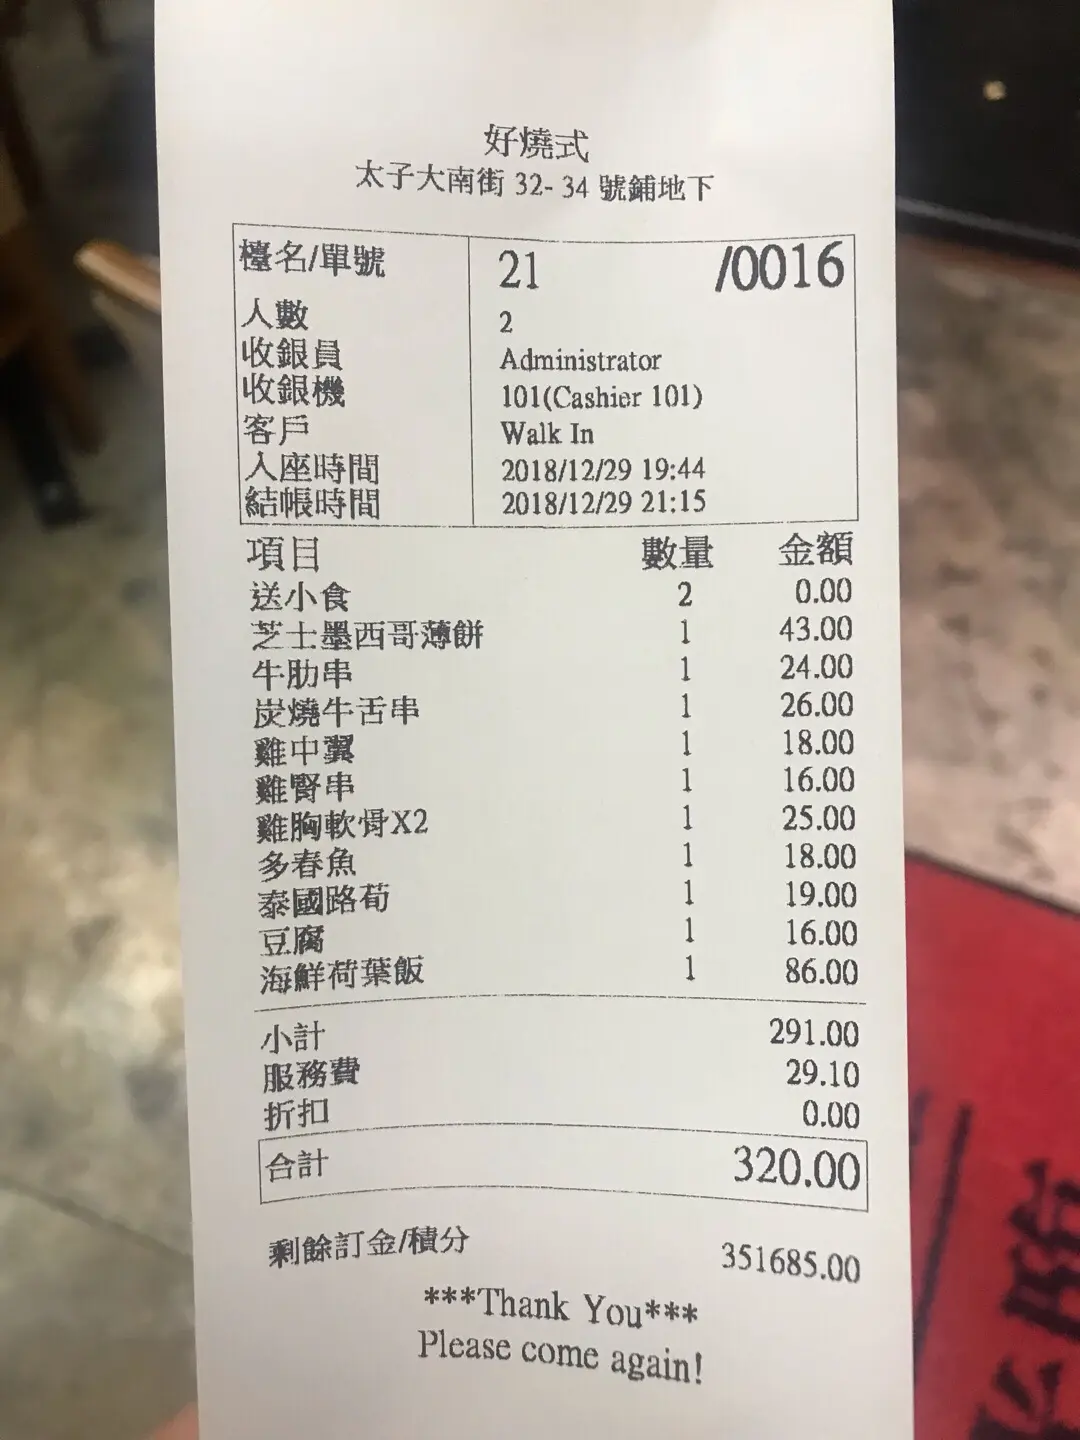 好燒式
太子大南街 32- 34 號鋪地下
檯名/單號 21 /0016
人數 2
收銀員 Administrator
收銀機 101(Cashier 101)
客戶 Walk In
入座時間 2018/12/29 19:44
結帳時間 2018/12/29 21:15
項目 數量 金額
送小食 2 0.00
芝士墨西哥薄餅 1 43.00
牛肋串 1 24.00
炭燒牛舌串 1 26.00
雞中翼 1 18.00
雞腎串 1 16.00
雞胸軟骨X2 1 25.00
多春魚 1 18.00
泰國路荀 1 19.00
豆腐 1 16.00
海鮮荷葉飯 1 86.00
小計 291.00
服務費 29.10
折扣 0.00
合計 320.00
剩餘訂金/積分 351685.00
***Thank You***
Please come again!